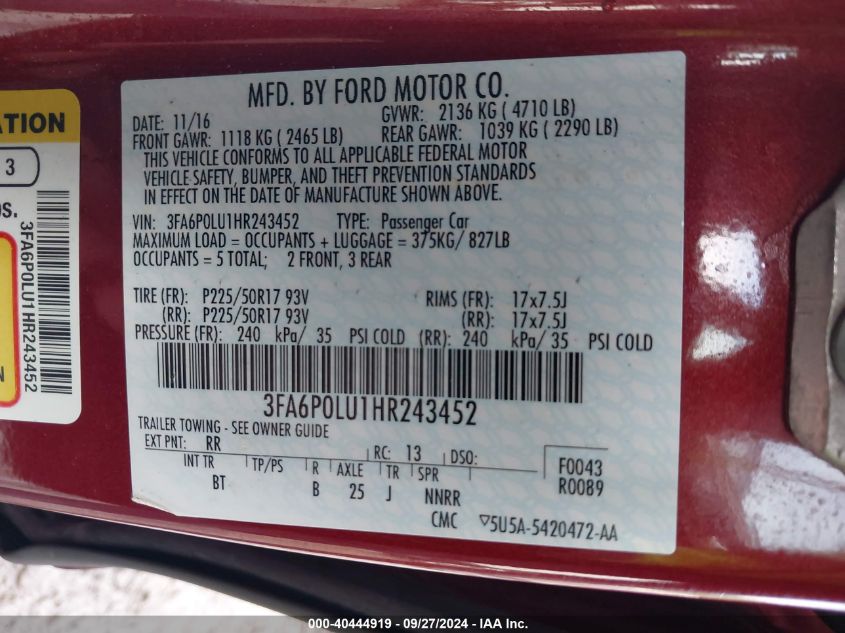 MFD. BY FORD MOTOR CO.
DATE: 11/16 GVWR: 2136 KG ( 4710 LB)
FRONT GAWR: 1118 KG ( 2465 LB) REAR GAWR: 1039 KG ( 2290 LB)
THIS VEHICLE CONFORMS TO ALL APPLICABLE FEDERAL MOTOR
VEHICLE SAFETY, BUMPER, AND THEFT PREVENTION STANDARDS
IN EFFECT ON THE DATE OF MANUFACTURE SHOWN ABOVE.
VIN: 3FA6P0LU1HR243452 TYPE: Passenger Car
MAXIMUM LOAD = OCCUPANTS + LUGGAGE = 375KG/ 827LB
OCCUPANTS = 5 TOTAL; 2 FRONT, 3 REAR
TIRE (FR): P225/50R17 93V RIMS (FR): 17x7.5J
(RR): P225/50R17 93V (RR): 17x7.5J
PRESSURE (FR): 240 kPa/ 35 PSI COLD (RR): 240 kPa/ 35 PSI COLD
3FA6P0LU1HR243452
TRAILER TOWING - SEE OWNER GUIDE
EXT PNT: RR RC: 13 DSO: F0043
INT TR TP/PS R AXLE TR SPR R0089
BT B 25 J NNRR
CMC ▽5U5A-5420472-AA
ATION
3
OS.
3FA6P0LU1HR243452
N
000-40444919 - 09/27/2024 - IAA Inc.